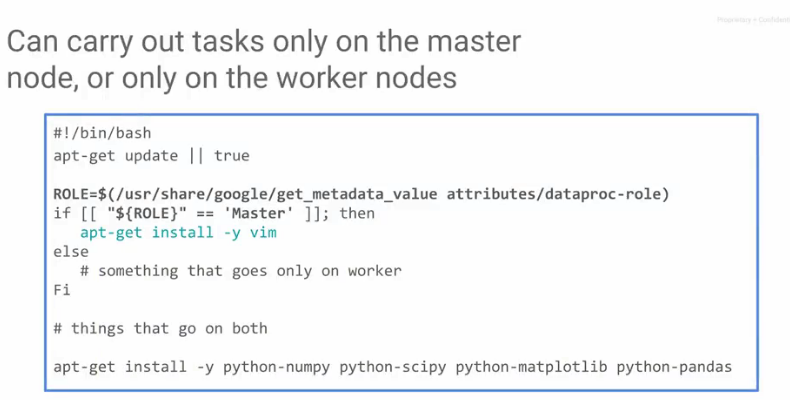 Proprietary + Confidential
Can carry out tasks only on the master
node, or only on the worker nodes
#!/bin/bash
apt-get update || true
ROLE=$(/usr/share/google/get_metadata_value attributes/dataproc-role)
if [[ "${ROLE}" == 'Master' ]]; then
apt-get install -y vim
else
# something that goes only on worker
Fi
# things that go on both
apt-get install -y python-numpy python-scipy python-matplotlib python-pandas